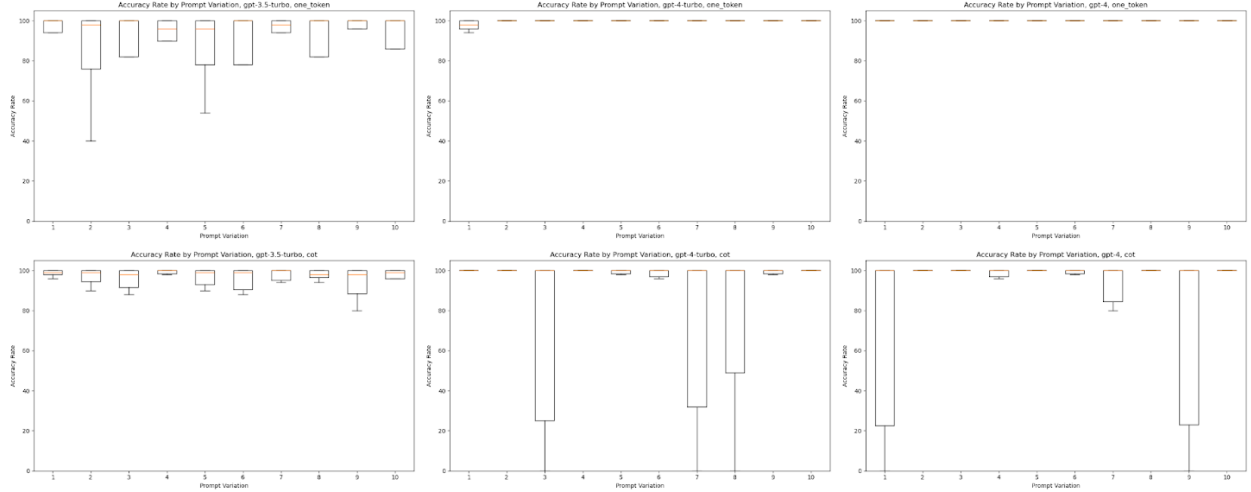 Accuracy Rate by Prompt Variation, gpt-3.5-turbo, one_token
100
80
60
40
20
0
Accuracy Rate
1 2 3 4 5 6 7 8 9 10
Prompt Variation
Accuracy Rate by Prompt Variation, gpt-4-turbo, one_token
100
80
60
40
20
0
Accuracy Rate
1 2 3 4 5 6 7 8 9 10
Prompt Variation
Accuracy Rate by Prompt Variation, gpt-4, one_token
100
80
60
40
20
0
Accuracy Rate
1 2 3 4 5 6 7 8 9 10
Prompt Variation
Accuracy Rate by Prompt Variation, gpt-3.5-turbo, cot
100
80
60
40
20
0
Accuracy Rate
1 2 3 4 5 6 7 8 9 10
Prompt Variation
Accuracy Rate by Prompt Variation, gpt-4-turbo, cot
100
80
60
40
20
0
Accuracy Rate
1 2 3 4 5 6 7 8 9 10
Prompt Variation
Accuracy Rate by Prompt Variation, gpt-4, cot
100
80
60
40
20
0
Accuracy Rate
1 2 3 4 5 6 7 8 9 10
Prompt Variation